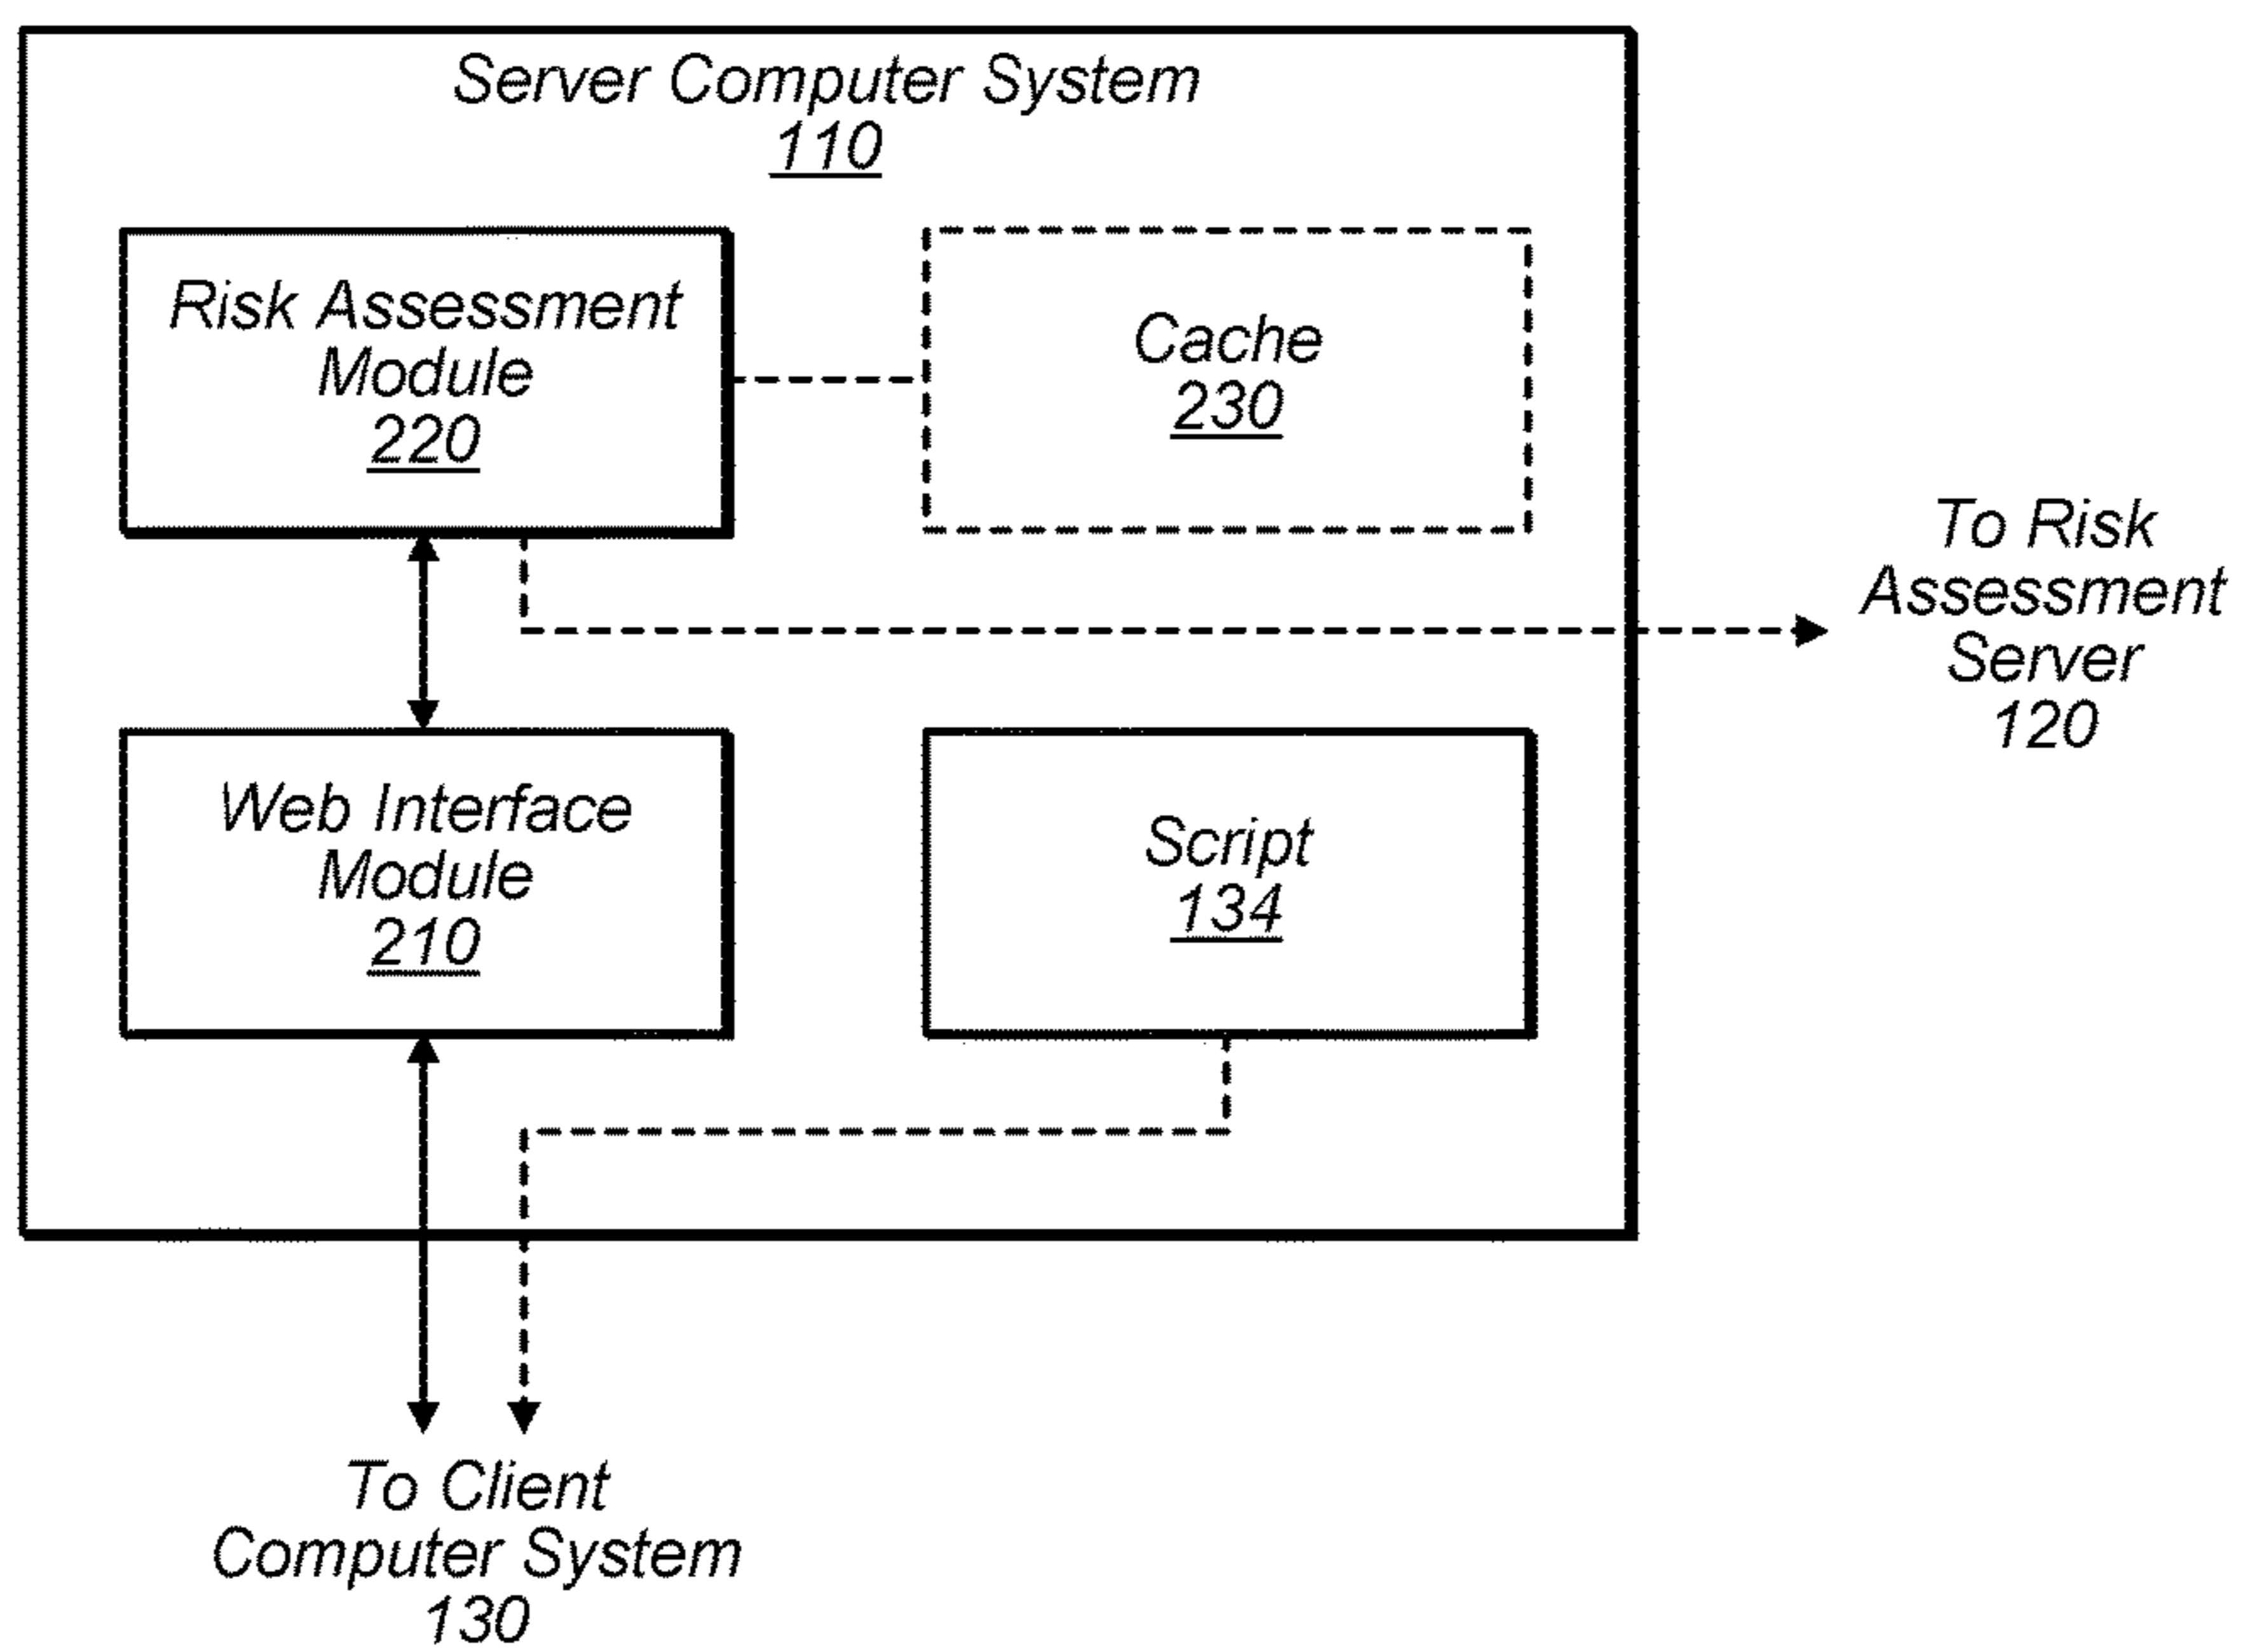 Server Computer System
110
Risk Assessment
Module
220
Cache
230
To Risk
Assessment
Server
120
Web Interface
Module
210
Script
134
To Client
Computer System
130